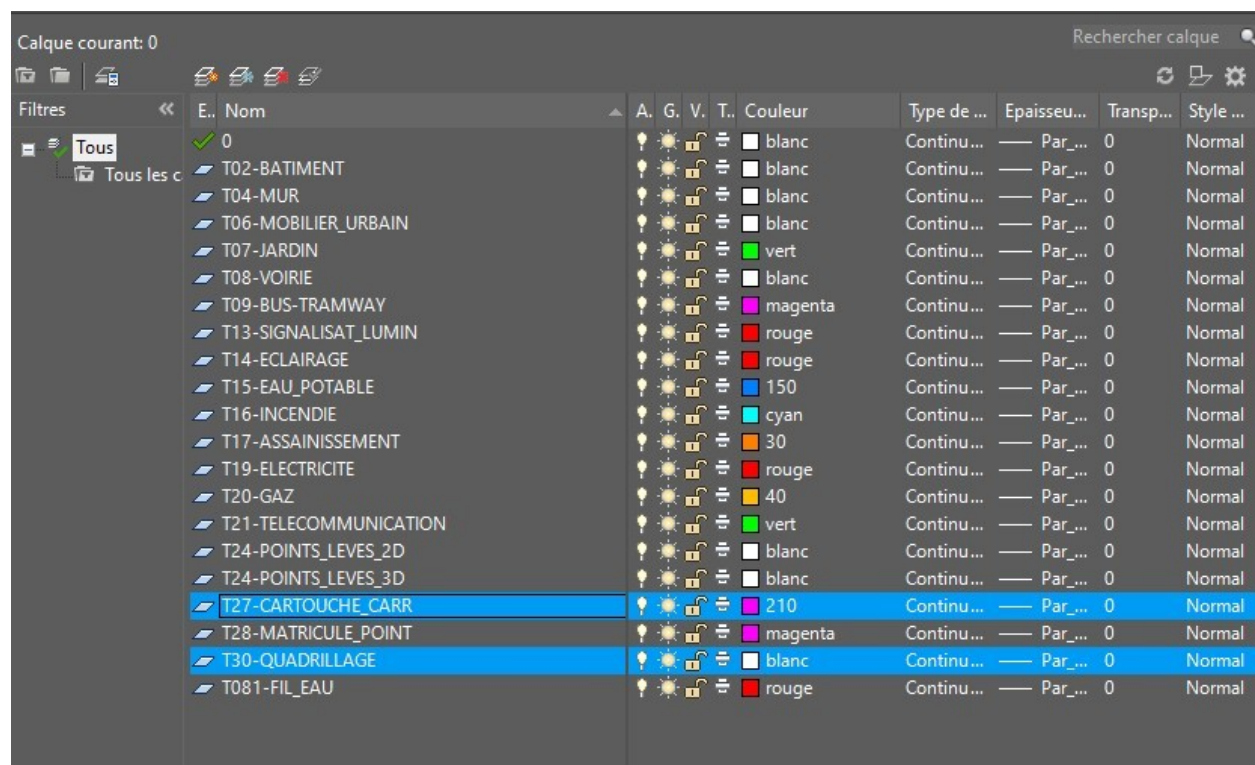 Calque courant: 0
Rechercher calque
Filtres
E.. Nom A. G. V. T.. Couleur Type de ... Epaisseu... Transp... Style ...
Tous
Tous les c
0 blanc Continu... Par_... 0 Normal
T02-BATIMENT blanc Continu... Par_... 0 Normal
T04-MUR blanc Continu... Par_... 0 Normal
T06-MOBILIER_URBAIN blanc Continu... Par_... 0 Normal
T07-JARDIN vert Continu... Par_... 0 Normal
T08-VOIRIE blanc Continu... Par_... 0 Normal
T09-BUS-TRAMWAY magenta Continu... Par_... 0 Normal
T13-SIGNALISAT_LUMIN rouge Continu... Par_... 0 Normal
T14-ECLAIRAGE rouge Continu... Par_... 0 Normal
T15-EAU_POTABLE 150 Continu... Par_... 0 Normal
T16-INCENDIE cyan Continu... Par_... 0 Normal
T17-ASSAINISSEMENT 30 Continu... Par_... 0 Normal
T19-ELECTRICITE rouge Continu... Par_... 0 Normal
T20-GAZ 40 Continu... Par_... 0 Normal
T21-TELECOMMUNICATION vert Continu... Par_... 0 Normal
T24-POINTS_LEVES_2D blanc Continu... Par_... 0 Normal
T24-POINTS_LEVES_3D blanc Continu... Par_... 0 Normal
T27-CARTOUCHE_CARR 210 Continu... Par_... 0 Normal
T28-MATRICULE_POINT magenta Continu... Par_... 0 Normal
T30-QUADRILLAGE blanc Continu... Par_... 0 Normal
T081-FIL_EAU rouge Continu... Par_... 0 Normal